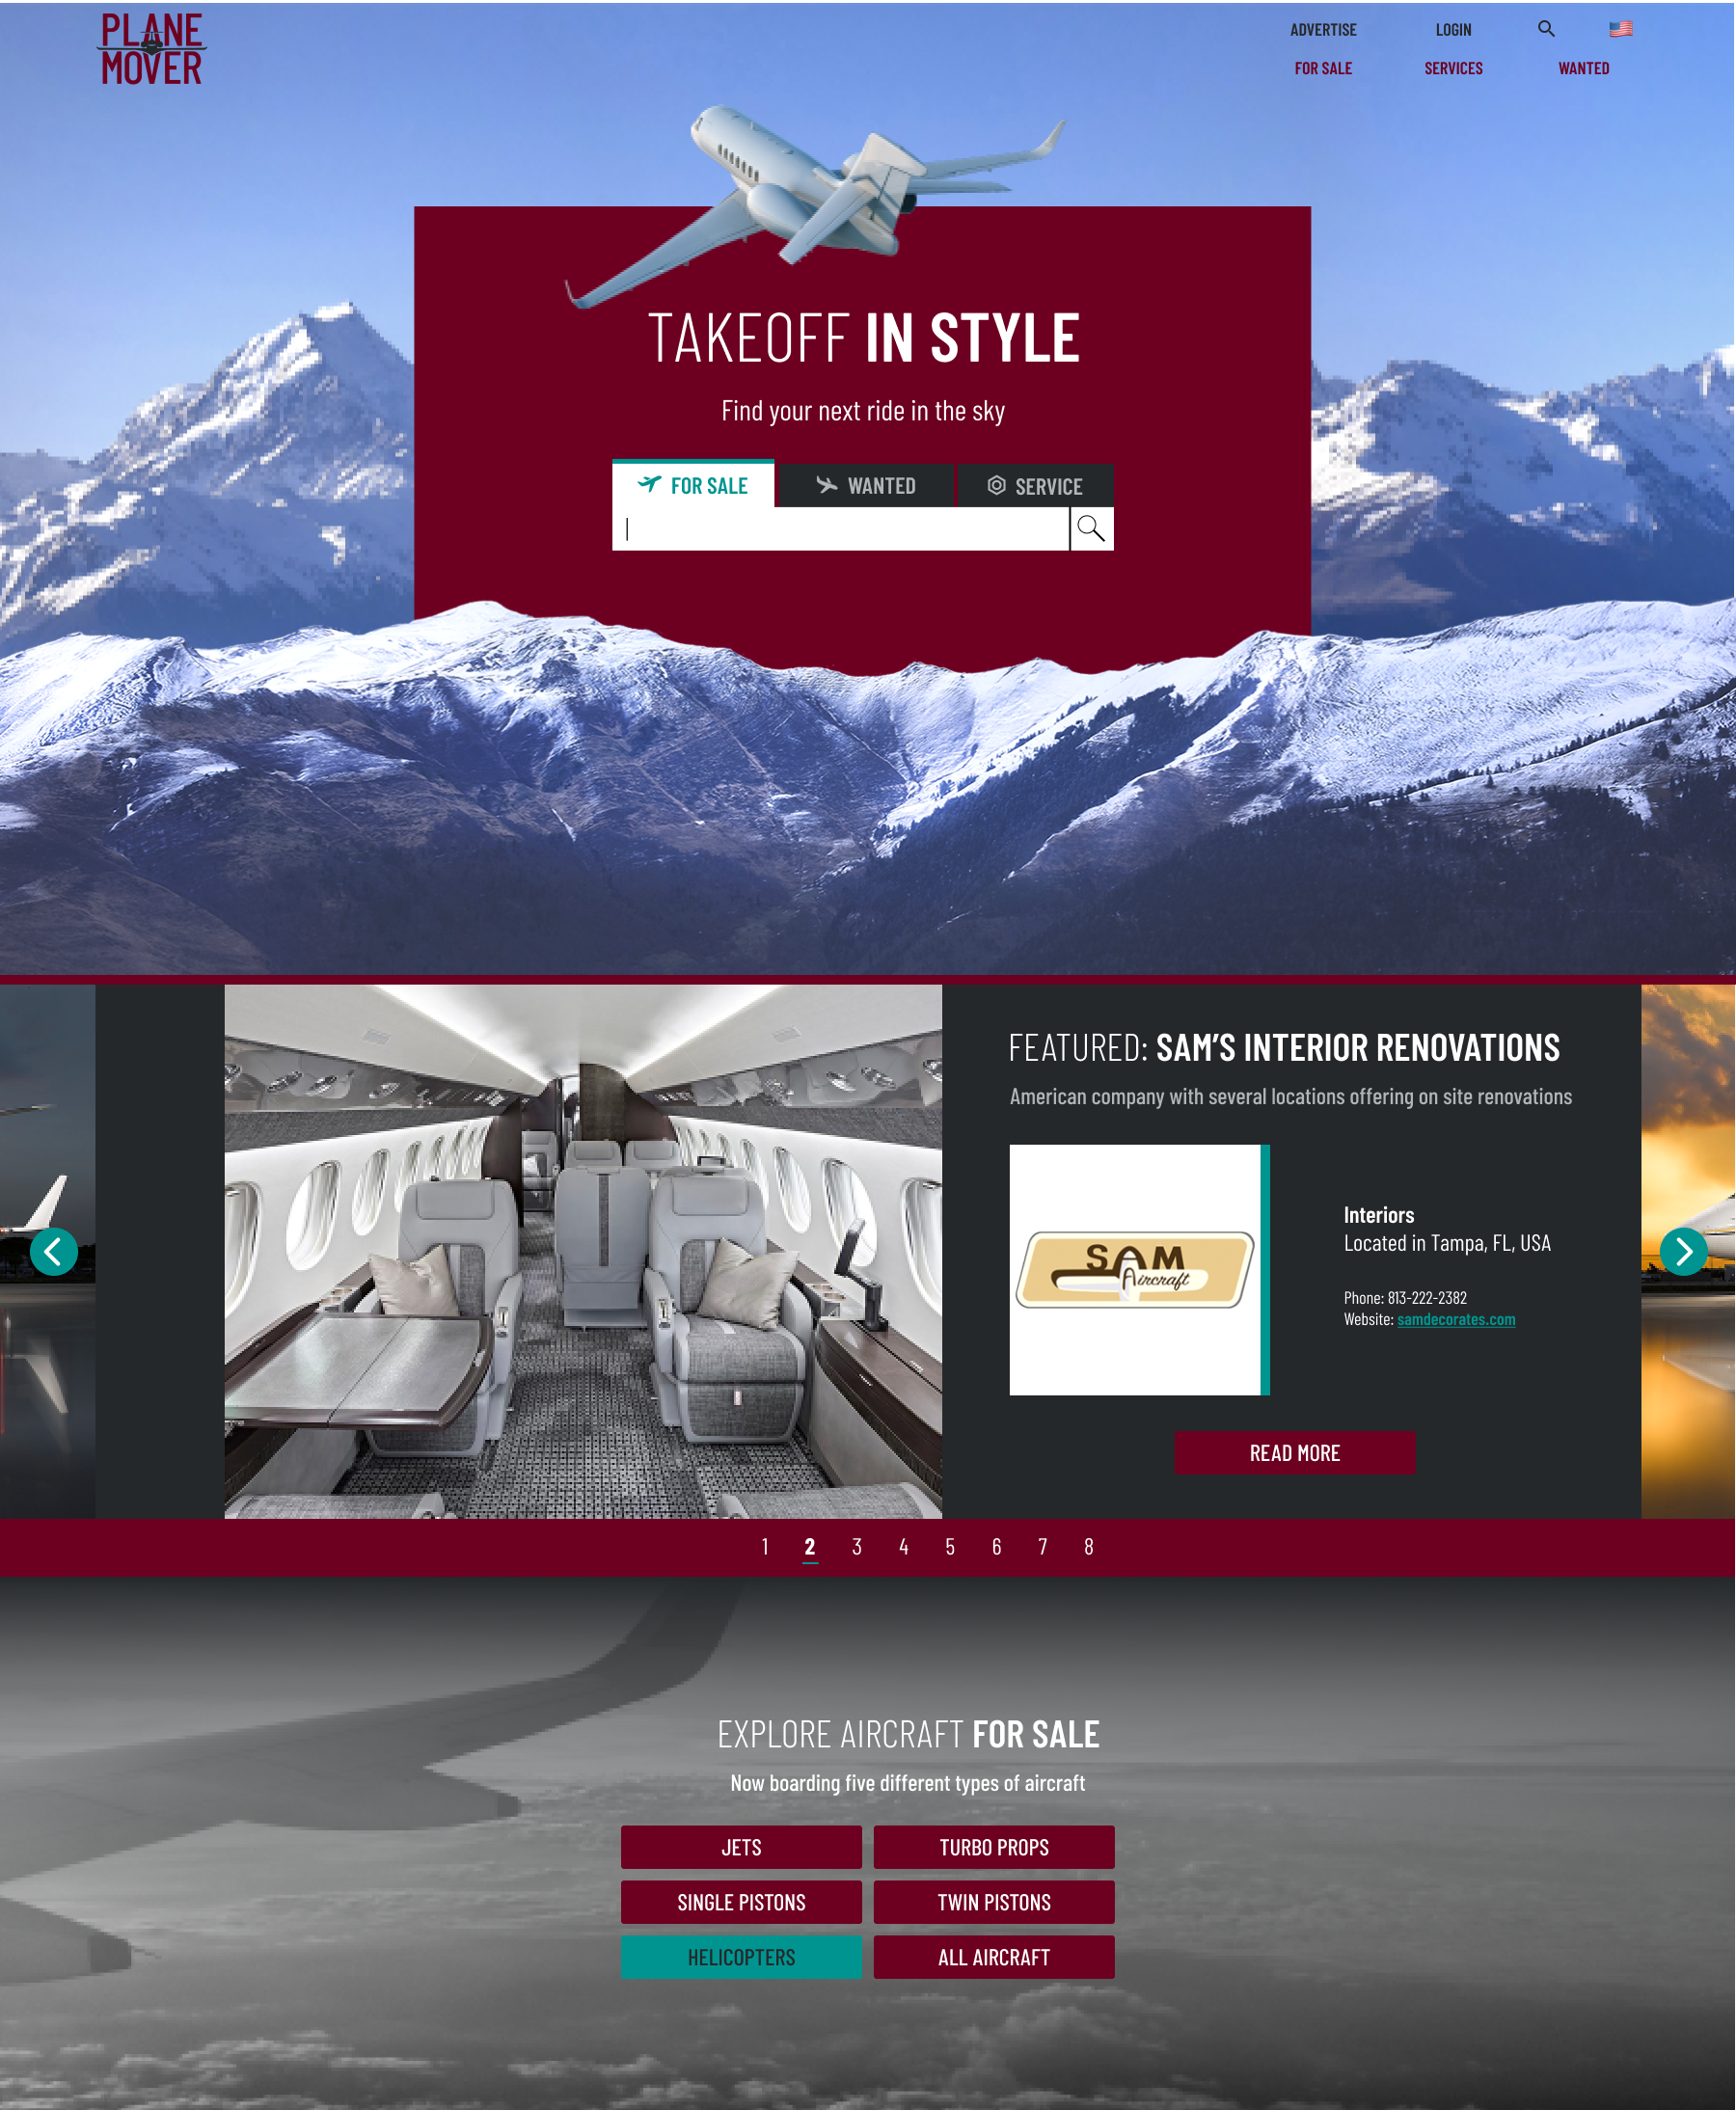 PLANE
MOVER
ADVERTISE LOGIN
FOR SALE SERVICES WANTED
TAKEOFF IN STYLE
Find your next ride in the sky
FOR SALE WANTED SERVICE
FEATURED: SAM'S INTERIOR RENOVATIONS
American company with several locations offering on site renovations
SAM
Aircraft
Interiors
Located in Tampa, FL, USA
Phone: 813-222-2382
Website: samdecorates.com
READ MORE
1 2 3 4 5 6 7 8
EXPLORE AIRCRAFT FOR SALE
Now boarding five different types of aircraft
JETS TURBO PROPS
SINGLE PISTONS TWIN PISTONS
HELICOPTERS ALL AIRCRAFT